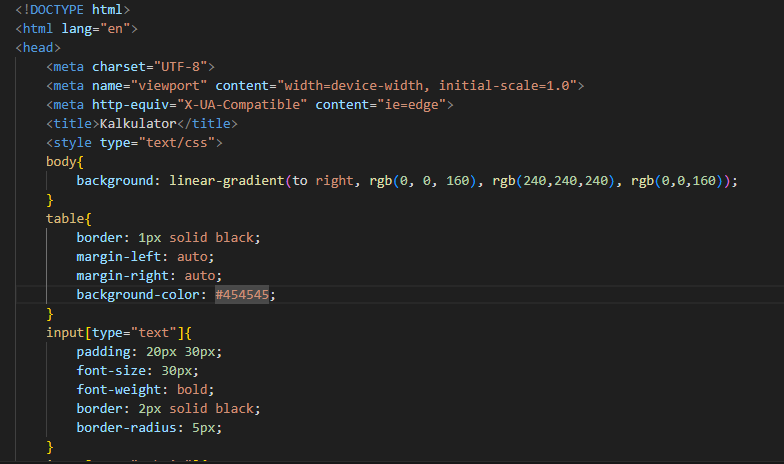 <!DOCTYPE html>
<html lang="en">
<head>
    <meta charset="UTF-8">
    <meta name="viewport" content="width=device-width, initial-scale=1.0">
    <meta http-equiv="X-UA-Compatible" content="ie=edge">
    <title>Kalkulator</title>
    <style type="text/css">
    body{
        background: linear-gradient(to right, rgb(0, 0, 160), rgb(240,240,240), rgb(0,0,160));
    }
    table{
        border: 1px solid black;
        margin-left: auto;
        margin-right: auto;
        background-color: #454545;
    }
    input[type="text"]{
        padding: 20px 30px;
        font-size: 30px;
        font-weight: bold;
        border: 2px solid black;
        border-radius: 5px;
    }